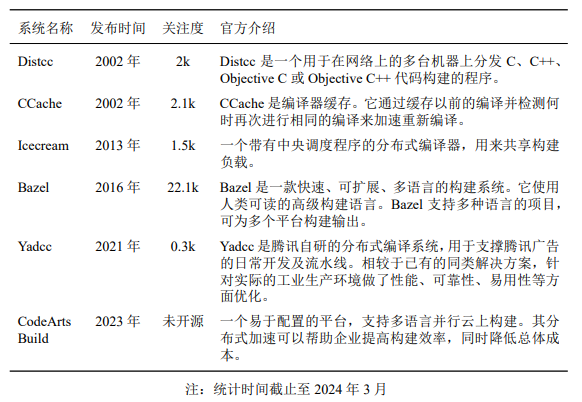 系统名称 发布时间 关注度 官方介绍
Distcc 2002 年 2k Distcc 是一个用于在网络上的多台机器上分发 C、C++、
Objective C 或 Objective C++ 代码构建的程序。
CCache 2002 年 2.1k CCache 是编译器缓存。它通过缓存以前的编译并检测何
时再次进行相同的编译来加速重新编译。
Icecream 2013 年 1.5k 一个带有中央调度程序的分布式编译器，用来共享构建
负载。
Bazel 2016 年 22.1k Bazel 是一款快速、可扩展、多语言的构建系统。它使用
人类可读的高级构建语言。Bazel 支持多种语言的项目，
可为多个平台构建输出。
Yadcc 2021 年 0.3k Yadcc 是腾讯自研的分布式编译系统，用于支撑腾讯广告
的日常开发及流水线。相较于已有的同类解决方案，针
对实际的工业生产环境做了性能、可靠性、易用性等方
面优化。
CodeArts 2023 年 未开源 一个易于配置的平台，支持多语言并行云上构建。其分
Build 布式加速可以帮助企业提高构建效率，同时降低总体成
本。
注：统计时间截止至 2024 年 3 月